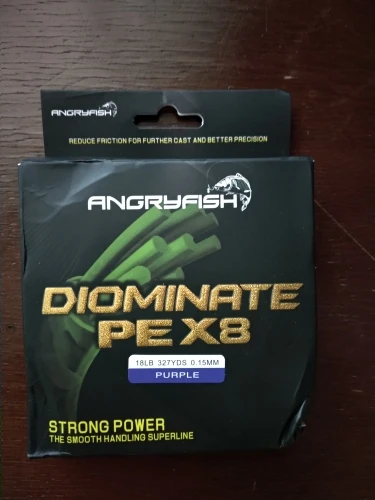 ANGRYFISH
REDUCE FRICTION FOR FURTHER CAST AND BETTER PRECISION
ANGRYFISH
DIOMINATE
PE X8
18LB 327YDS 0.15MM
PURPLE
STRONG POWER
THE SMOOTH HANDLING SUPERLINE